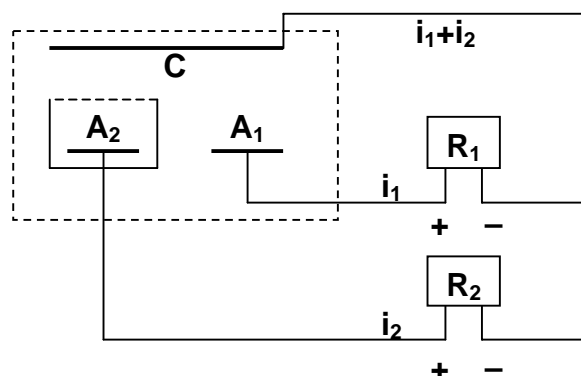 i₁+i₂
C
A₂ A₁
R₁
i₁
+ –
R₂
i₂
+ –